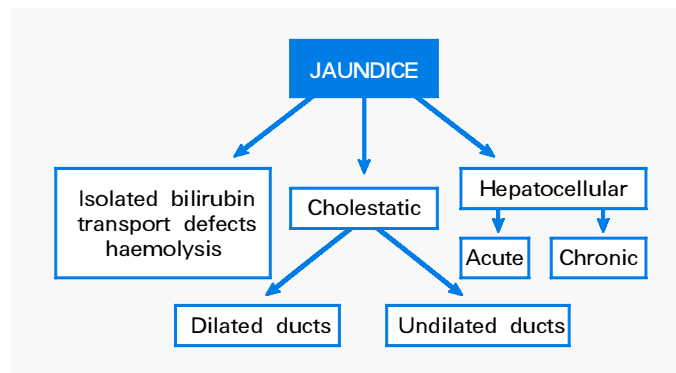 JAUNDICE
Isolated bilirubin
transport defects
haemolysis
Cholestatic
Hepatocellular
Acute
Chronic
Dilated ducts
Undilated ducts